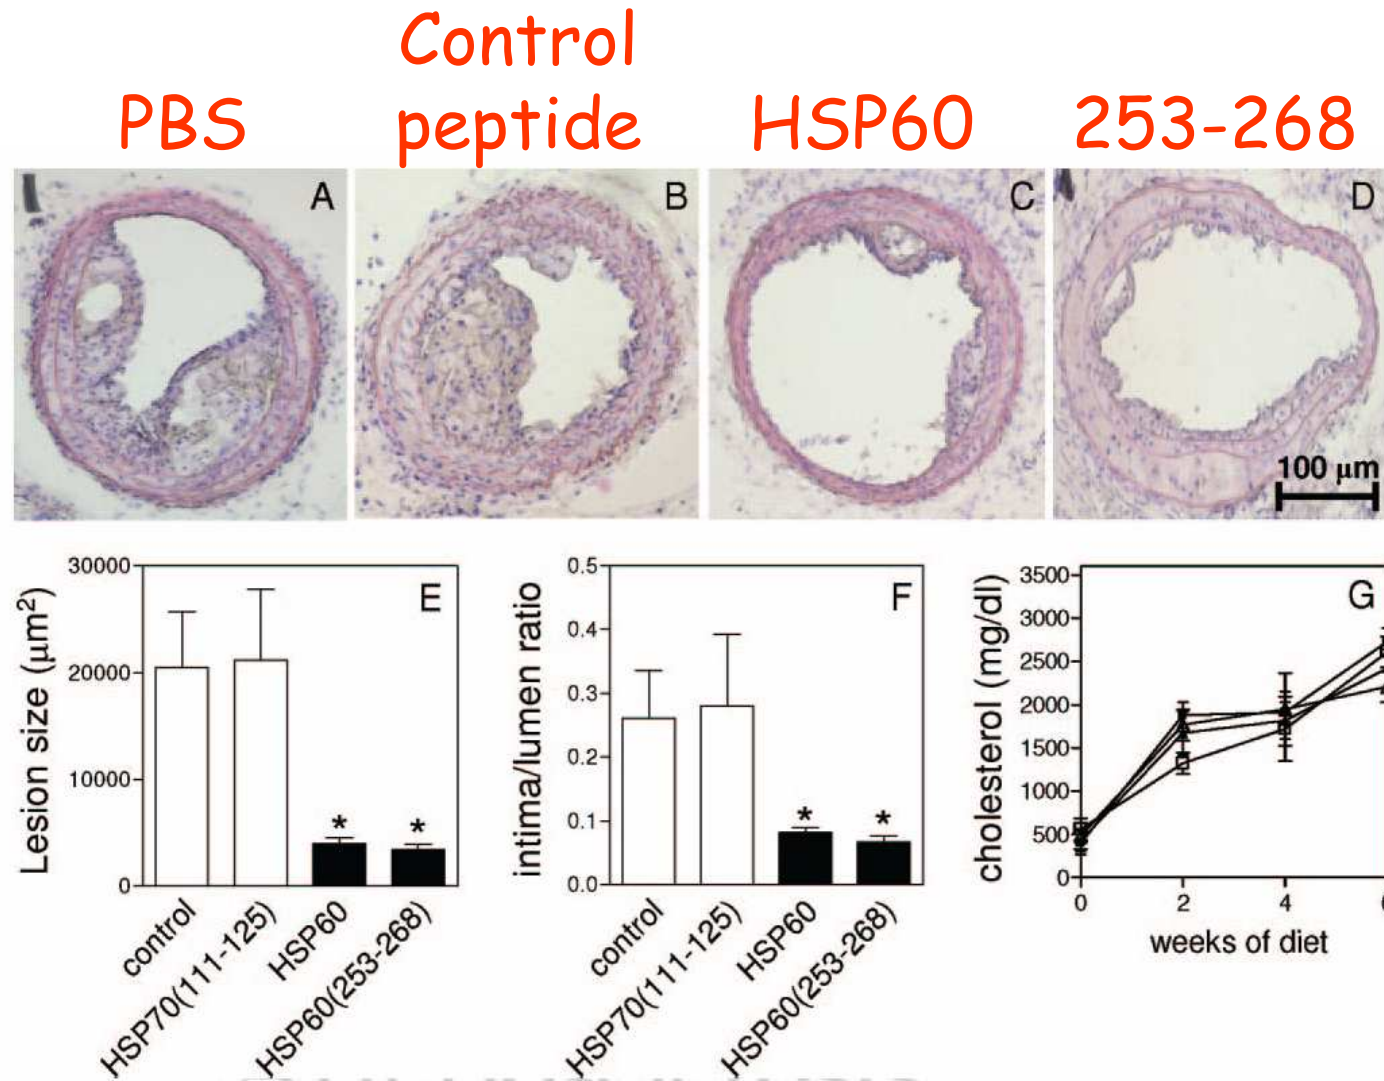 PBS
Control
peptide
HSP60
253-268
A
B
C
D
100 μm
Lesion size (μm²)
30000
20000
10000
0
E
*
*
control
HSP70(111-125)
HSP60
HSP60(253-268)
intima/lumen ratio
0.5
0.4
0.3
0.2
0.1
0.0
F
*
*
control
HSP70(111-125)
HSP60
HSP60(253-268)
cholesterol (mg/dl)
3500
3000
2500
2000
1500
1000
500
0
G
0
2
4
weeks of diet